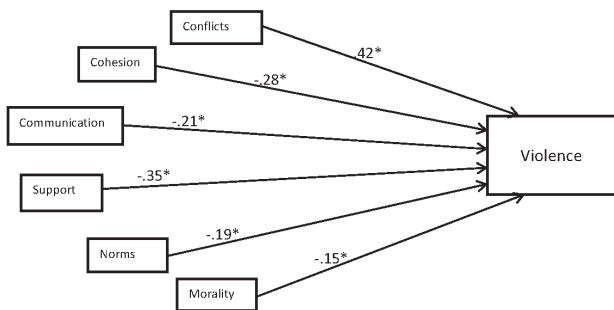 Conflicts
.42*
Cohesion
-.28*
Communication
-.21*
Violence
Support
-.35*
Norms
-.19*
Morality
-.15*